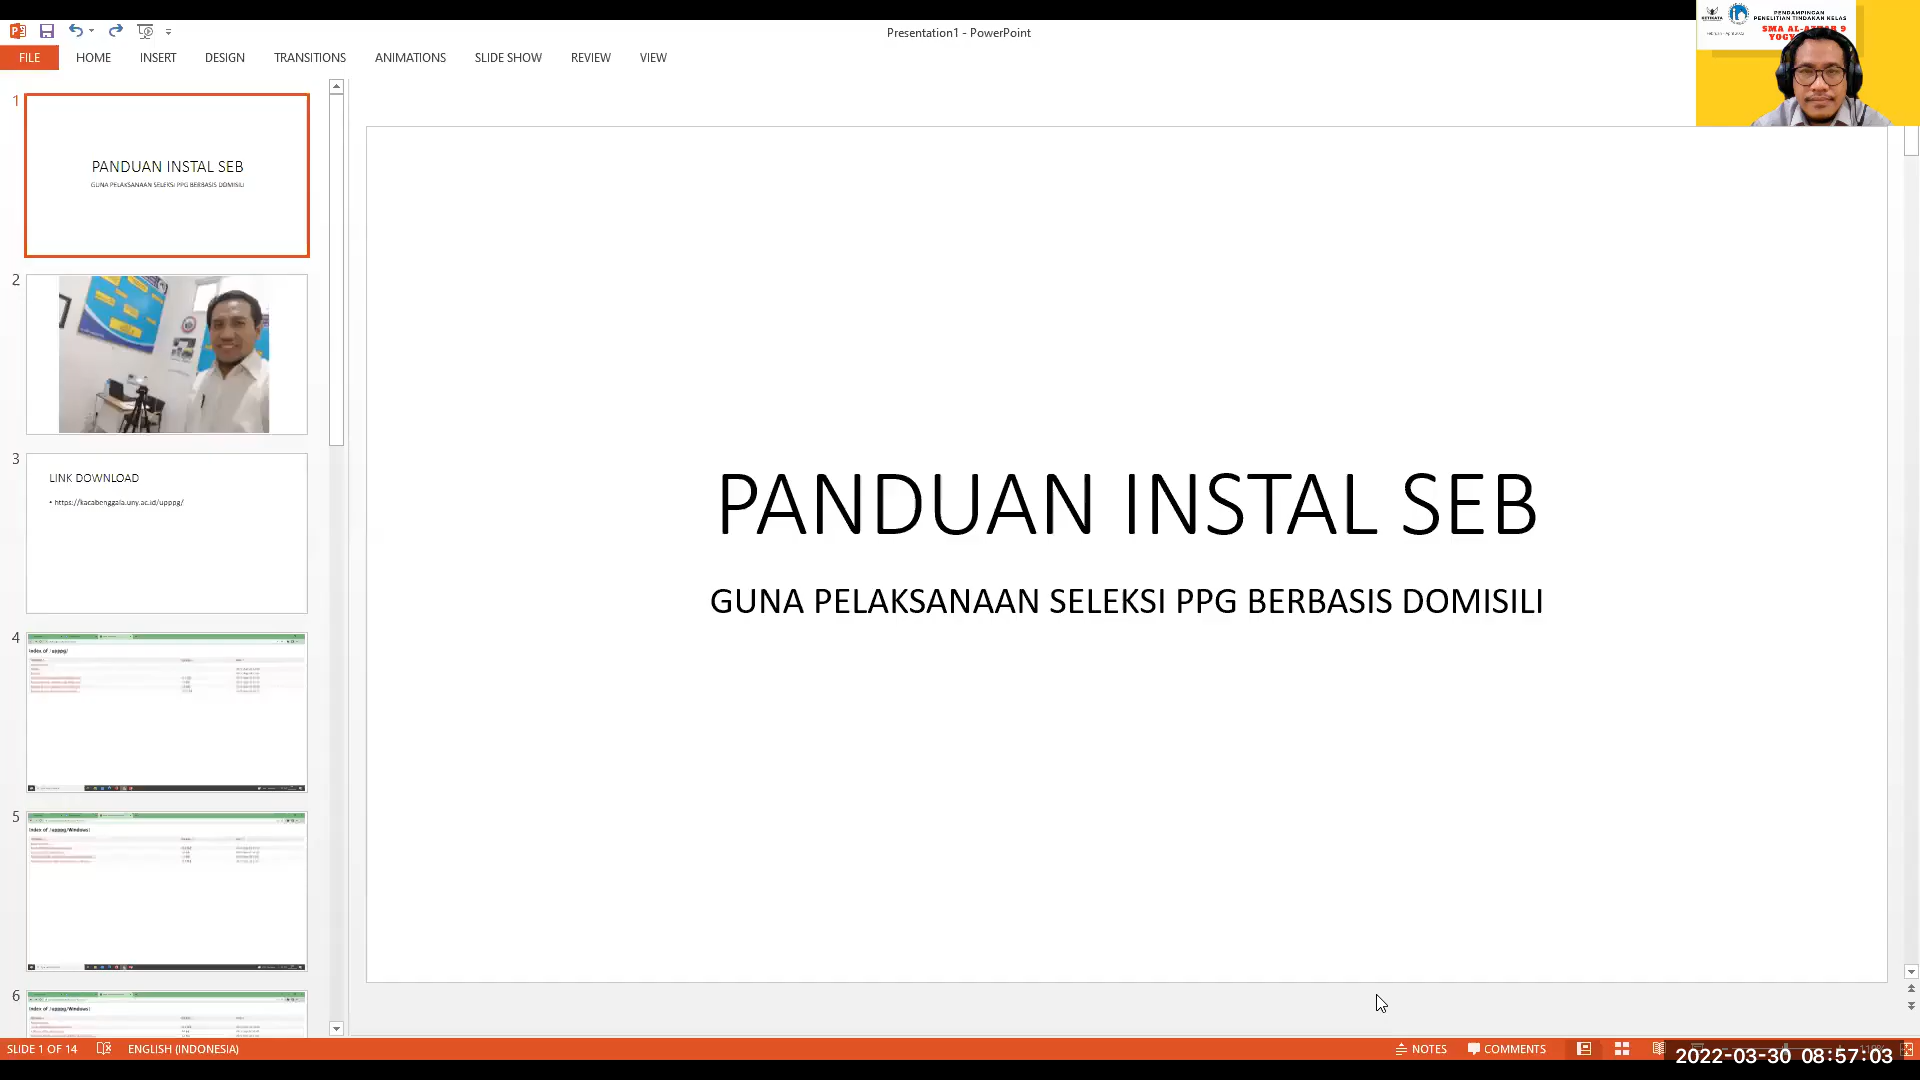 Presentation1 - PowerPoint
FILE HOME INSERT DESIGN TRANSITIONS ANIMATIONS SLIDE SHOW REVIEW VIEW
PENDAMPINGAN
PENELITIAN TINDAKAN KELAS
1
PANDUAN INSTAL SEB
GUNA PELAKSANAAN SELEKSI PPG BERBASIS DOMISILI
2
3
LINK DOWNLOAD
• https://kacabenggala.uny.ac.id/upppg/
4
Index of /upppg/
5
Index of /upppg/Windows/
6
Index of /upppg/Windows/
PANDUAN INSTAL SEB
GUNA PELAKSANAAN SELEKSI PPG BERBASIS DOMISILI
SLIDE 1 OF 14 ENGLISH (INDONESIA) NOTES COMMENTS
2022-03-30 08:57:03